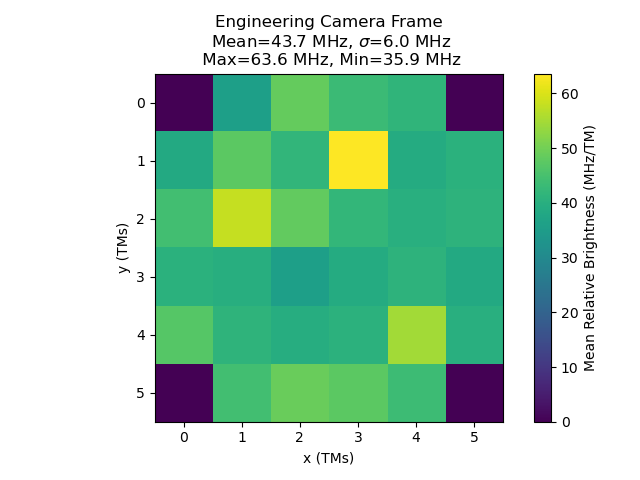 Engineering Camera Frame
Mean=43.7 MHz, σ=6.0 MHz
Max=63.6 MHz, Min=35.9 MHz
0
1
2
3
4
5
y (TMs)
0 1 2 3 4 5
x (TMs)
60
50
40
30
20
10
0
Mean Relative Brightness (MHz/TM)